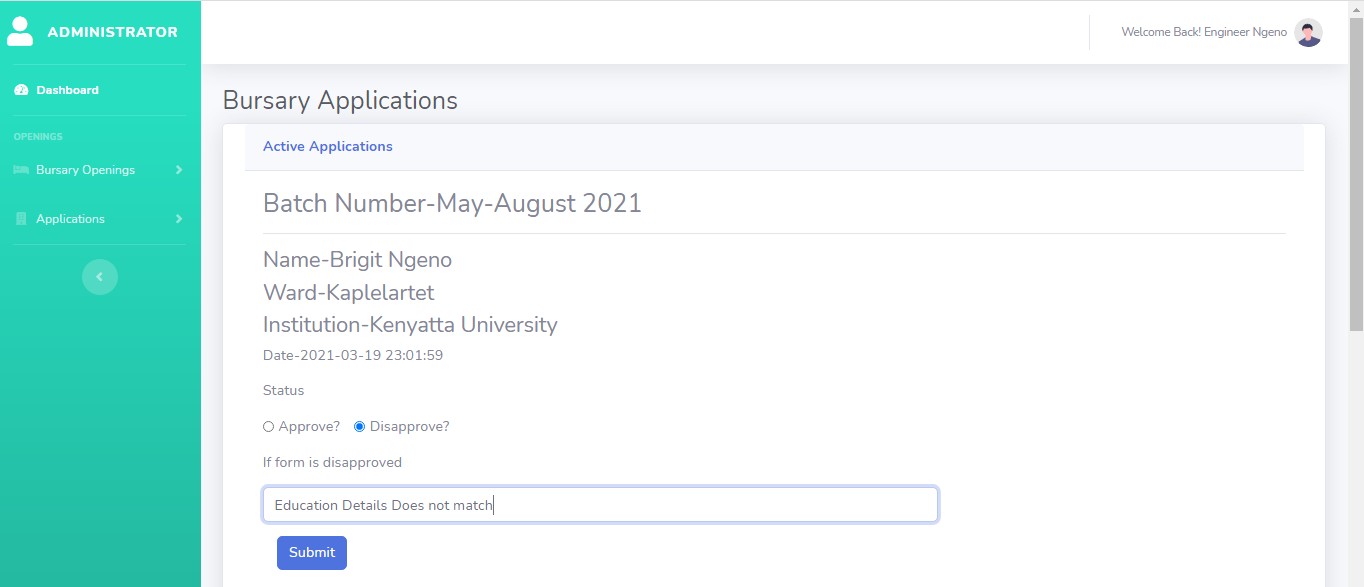 ADMINISTRATOR
Welcome Back! Engineer Ngeno
Dashboard
OPENINGS
Bursary Openings
Applications
Bursary Applications
Active Applications
Batch Number-May-August 2021
Name-Brigit Ngeno
Ward-Kaplelartet
Institution-Kenyatta University
Date-2021-03-19 23:01:59
Status
Approve? Disapprove?
If form is disapproved
Education Details Does not match
Submit